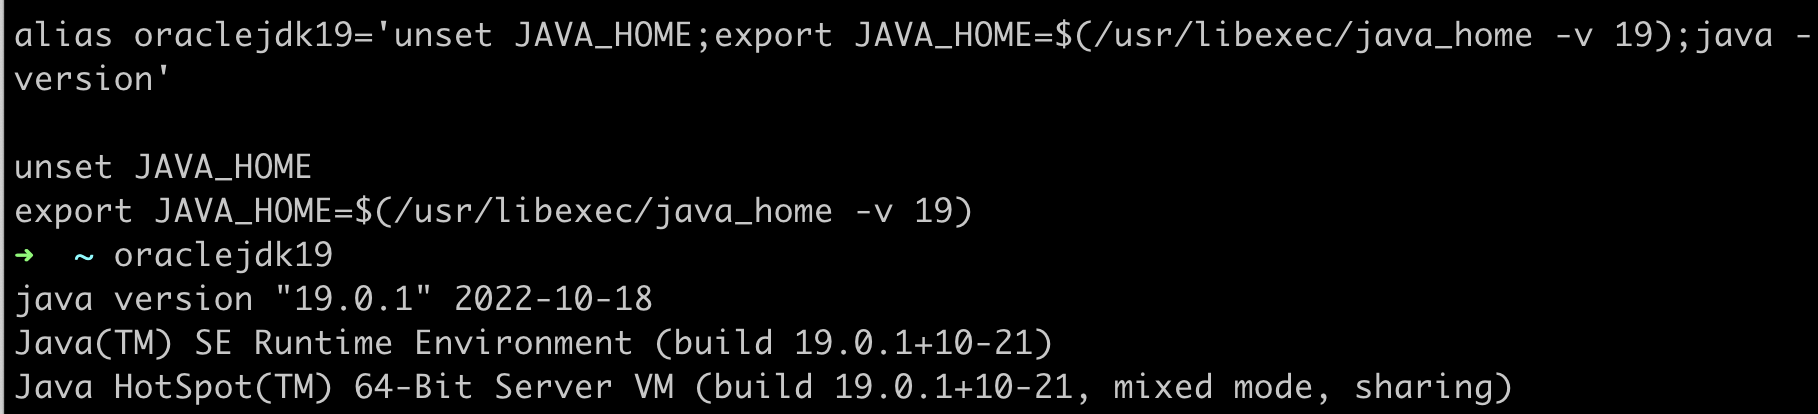 alias oraclejdk19='unset JAVA_HOME;export JAVA_HOME=$(/usr/libexec/java_home -v 19);java -
version'
unset JAVA_HOME
export JAVA_HOME=$(/usr/libexec/java_home -v 19)
➜  ~ oraclejdk19
java version "19.0.1" 2022-10-18
Java(TM) SE Runtime Environment (build 19.0.1+10-21)
Java HotSpot(TM) 64-Bit Server VM (build 19.0.1+10-21, mixed mode, sharing)